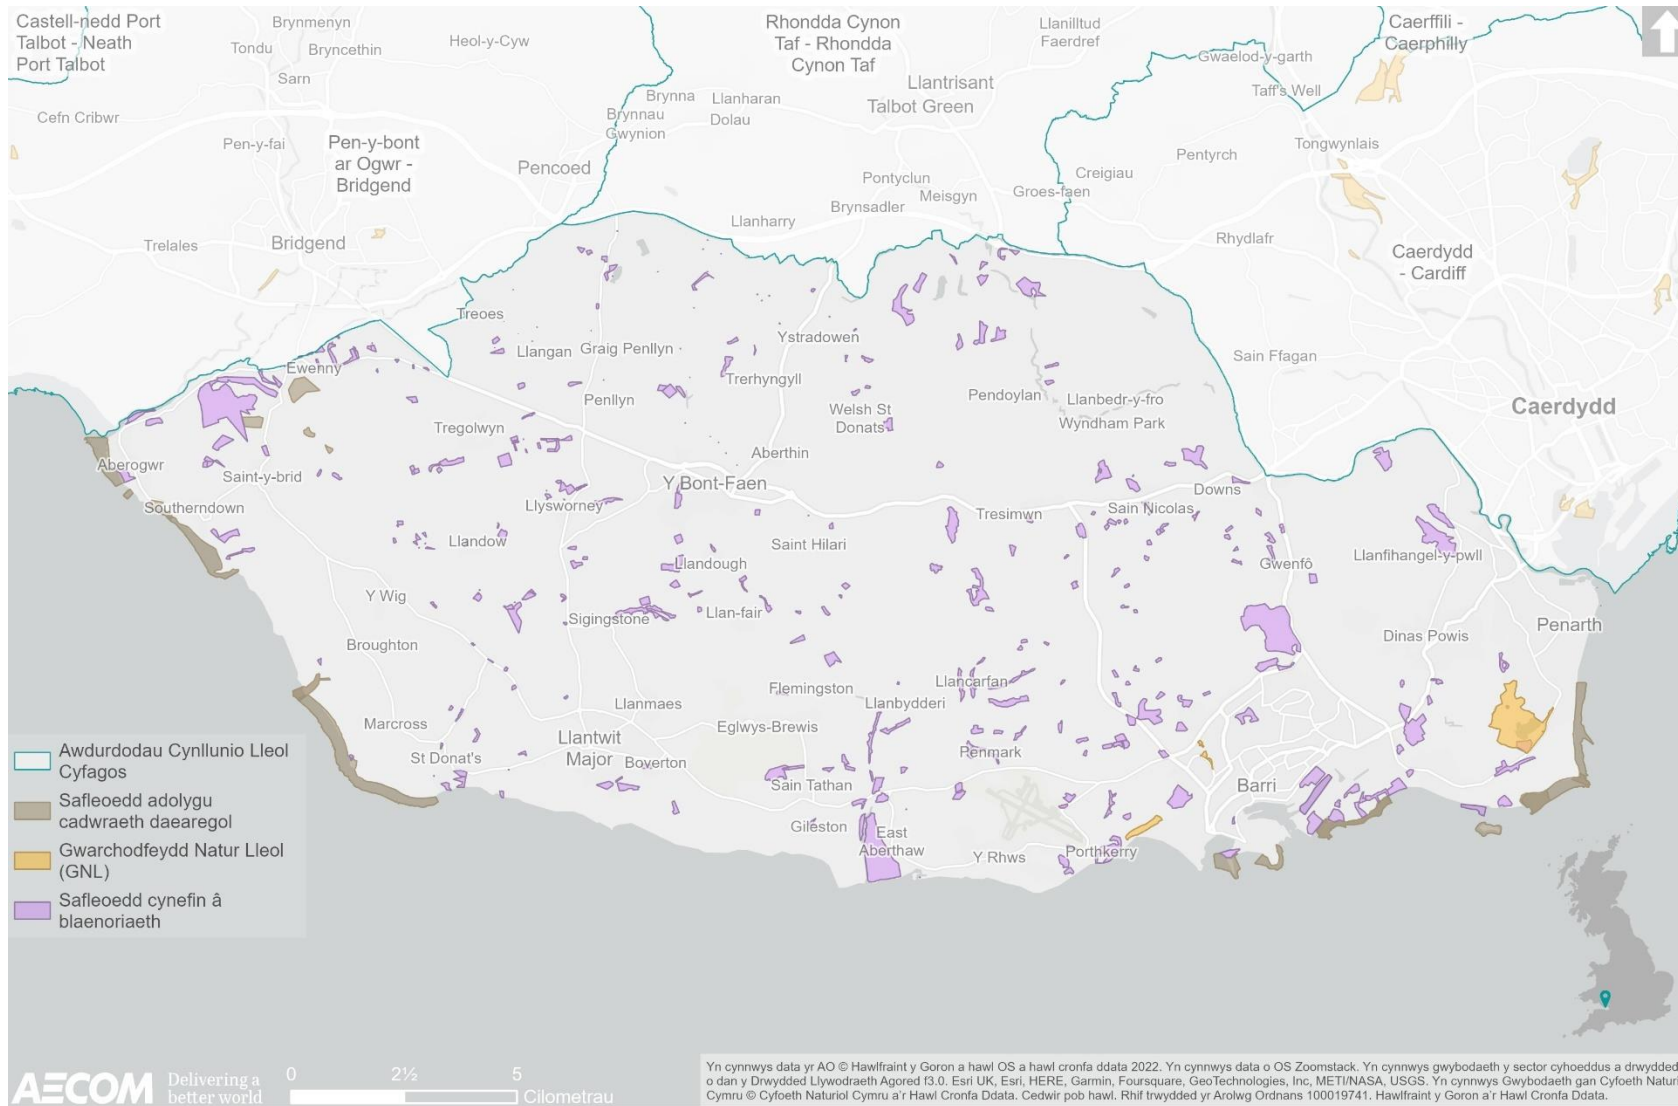 Castell-nedd Port
Talbot - Neath
Port Talbot
Brynmenyn
Tondu
Bryncethin
Sarn
Heol-y-Cyw
Rhondda Cynon
Taf - Rhondda
Cynon Taf
Llanilltud
Faerdref
Caerffili -
Caerphilly
Gwaelod-y-garth
Taff's Well
Llantrisant
Talbot Green
Brynna
Llanharan
Brynnau
Gwynion
Dolau
Cefn Cribwr
Pen-y-fai
Pen-y-bont
ar Ogwr -
Bridgend
Pencoed
Tongwynlais
Pentyrch
Creigiau
Pontyclun
Meisgyn
Groes-faen
Brynsadler
Llanharry
Trelales
Bridgend
Rhydlafr
Caerdydd
- Cardiff
Treoes
Ystradowen
Llangan
Graig Penllyn
Sain Ffagan
Ewenny
Trerhyngyll
Penllyn
Pendoylan
Llanbedr-y-fro
Wyndham Park
Caerdydd
Welsh St
Donats
Tregolwyn
Aberthin
Aberogwr
Saint-y-brid
Y Bont-Faen
Downs
Southerndown
Llysworney
Tresimwn
Sain Nicolas
Llandow
Saint Hilari
Llandough
Gwenfô
Llanfihangel-y-pwll
Y Wig
Sigingstone
Llan-fair
Penarth
Dinas Powis
Broughton
Llancarfan
Flemingston
Llanbydderi
Llanmaes
Marcross
Eglwys-Brewis
Llantwit
Major
St Donat's
Boverton
Penmark
Sain Tathan
Barri
Gileston
East
Aberthaw
Y Rhws
Porthkerry
Awdurdodau Cynllunio Lleol
Cyfagos
Safleoedd adolygu
cadwraeth daearegol
Gwarchodfeydd Natur Lleol
(GNL)
Safleoedd cynefin â
blaenoriaeth
AECOM
Delivering a
better world
0 2½ 5
Cilometrau
Yn cynnwys data yr AO © Hawlfraint y Goron a hawl OS a hawl cronfa ddata 2022. Yn cynnwys data o OS Zoomstack. Yn cynnwys gwybodaeth y sector cyhoeddus a drwydded
o dan y Drwydded Llywodraeth Agored f3.0. Esri UK, Esri, HERE, Garmin, Foursquare, GeoTechnologies, Inc, METI/NASA, USGS. Yn cynnwys Gwybodaeth gan Cyfoeth Natur
Cymru © Cyfoeth Naturiol Cymru a'r Hawl Cronfa Ddata. Cedwir pob hawl. Rhif trwydded yr Arolwg Ordnans 100019741. Hawlfraint y Goron a'r Hawl Cronfa Ddata.